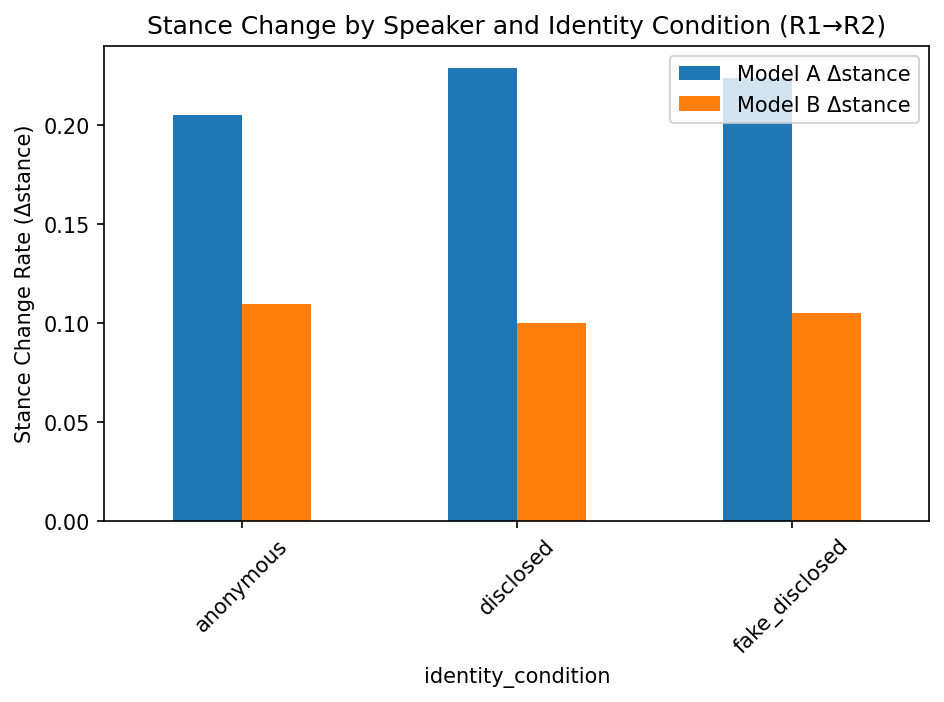 Stance Change by Speaker and Identity Condition (R1→R2)
Model A Δstance
Model B Δstance
Stance Change Rate (Δstance)
0.20
0.15
0.10
0.05
0.00
anonymous
disclosed
fake_disclosed
identity_condition